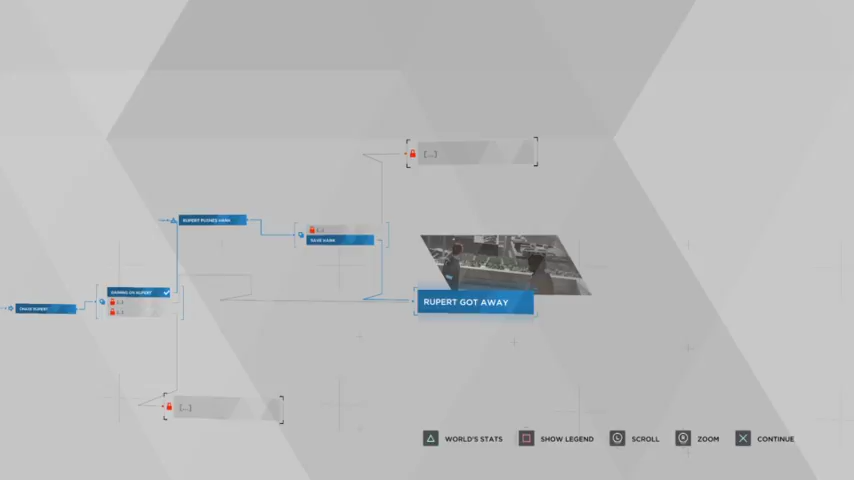 [...]
RUPERT PUSHES HANK
[...]
SAVE HANK
GAINING ON RUPERT
[...]
[...]
CHASE RUPERT
RUPERT GOT AWAY
[...]
WORLD'S STATS
SHOW LEGEND
L
SCROLL
R
ZOOM
CONTINUE